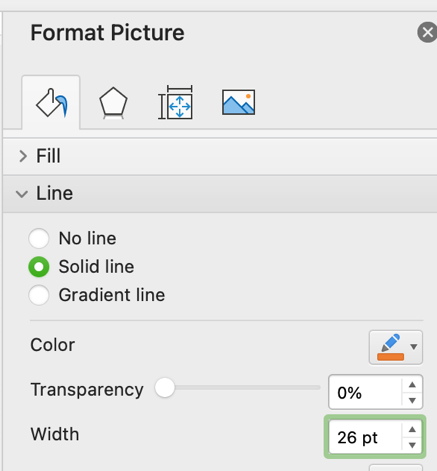 Format Picture
Fill
Line
No line
Solid line
Gradient line
Color
Transparency 0%
Width 26 pt